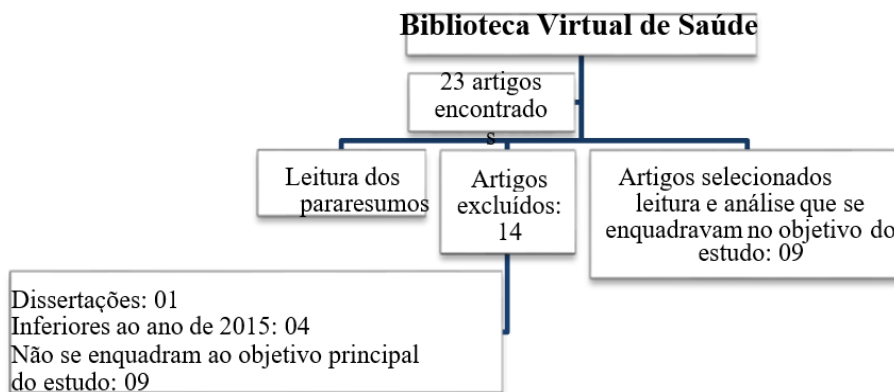 Biblioteca Virtual de Saúde
23 artigos
encontrado
s
Leitura dos
pararesumos
Artigos
excluídos:
14
Artigos selecionados
leitura e análise que se
enquadravam no objetivo do
estudo: 09
Dissertações: 01
Inferiores ao ano de 2015: 04
Não se enquadram ao objetivo principal
do estudo: 09